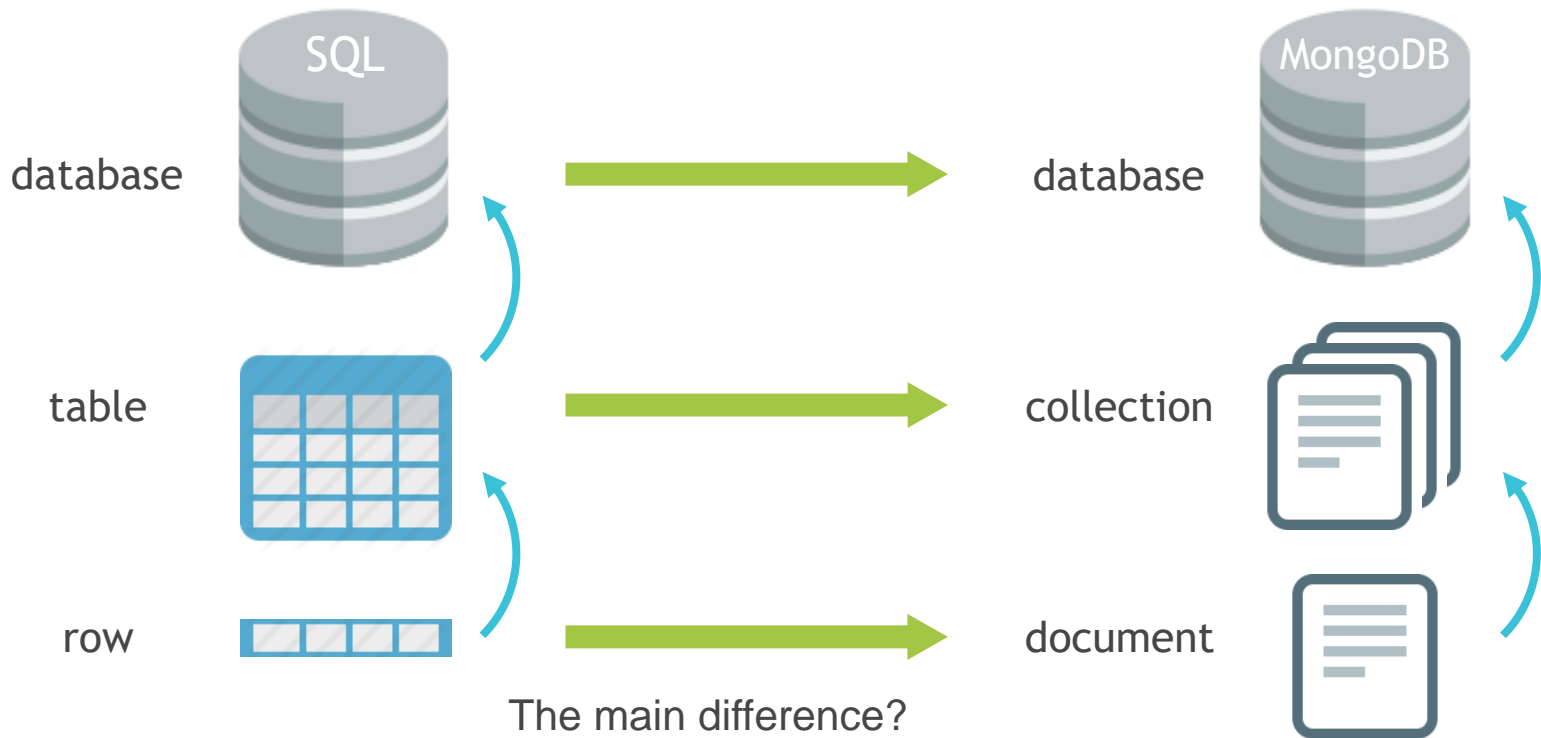 SQL
MongoDB
database
database
table
collection
row
document
The main difference?